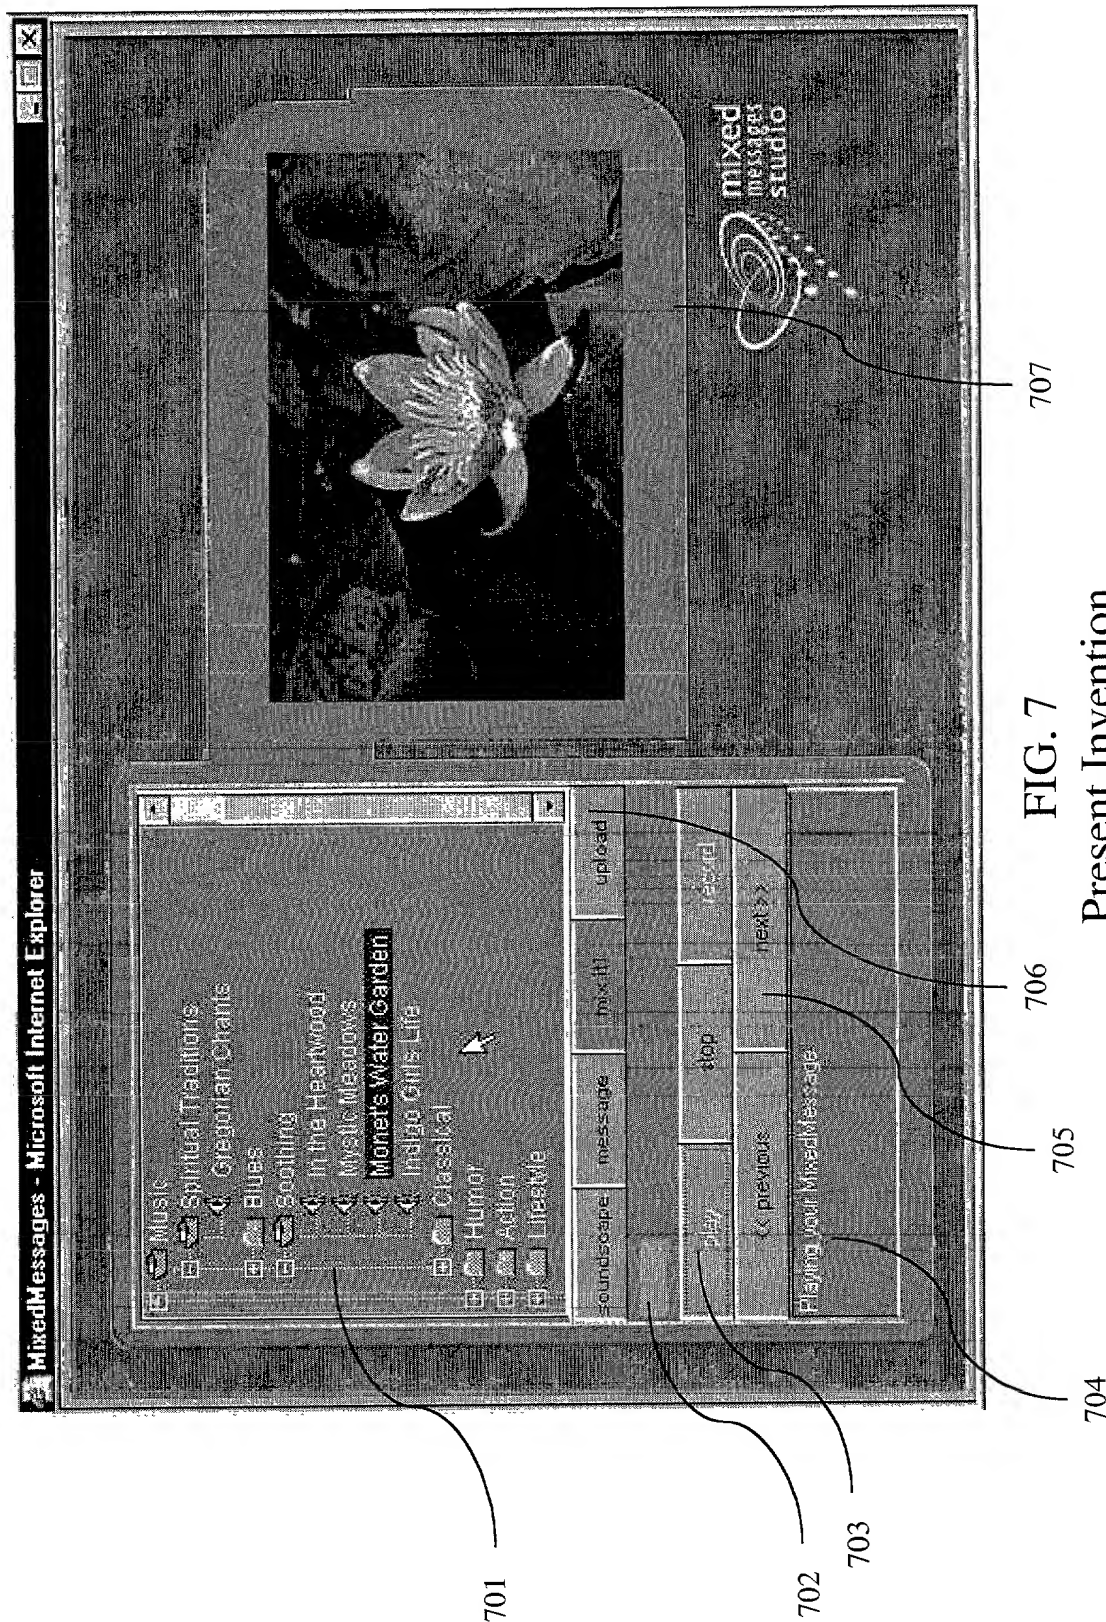 MixedMessages - Microsoft Internet Explorer
Music
Spiritual Traditions
Gregorian Chants
Blues
Soothing
In the Heartwood
Mystic Meadows
Monet's Water Garden
Indigo Girls Life
Classical
Humor
Action
Lifestyle
soundscape message mix it! upload
play stop record
<< previous next >>
Playing your MixedMessage
mixed
messages
studio
701
702
703
704
705
706
707
FIG. 7
Present Invention